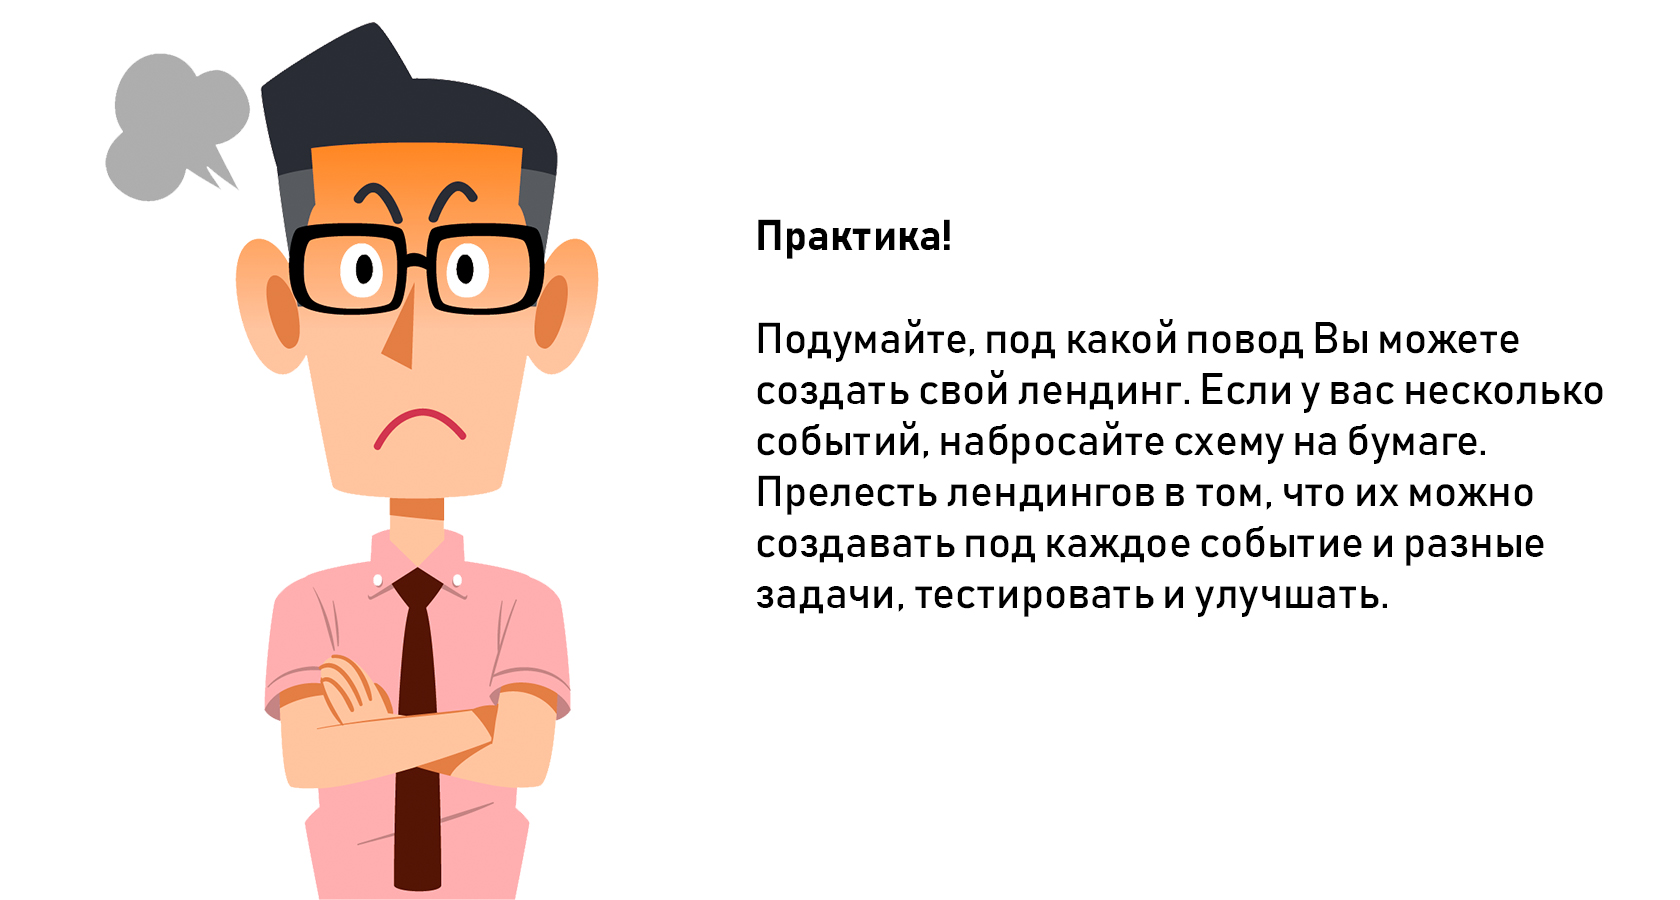 Практика!
Подумайте, под какой повод Вы можете
создать свой лендинг. Если у вас несколько
событий, набросайте схему на бумаге.
Прелесть лендингов в том, что их можно
создавать под каждое событие и разные
задачи, тестировать и улучшать.